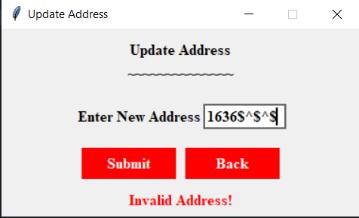 Update Address
Update Address
~~~~~~~~~~~~~~
Enter New Address 1636$^$^$
Submit Back
Invalid Address!